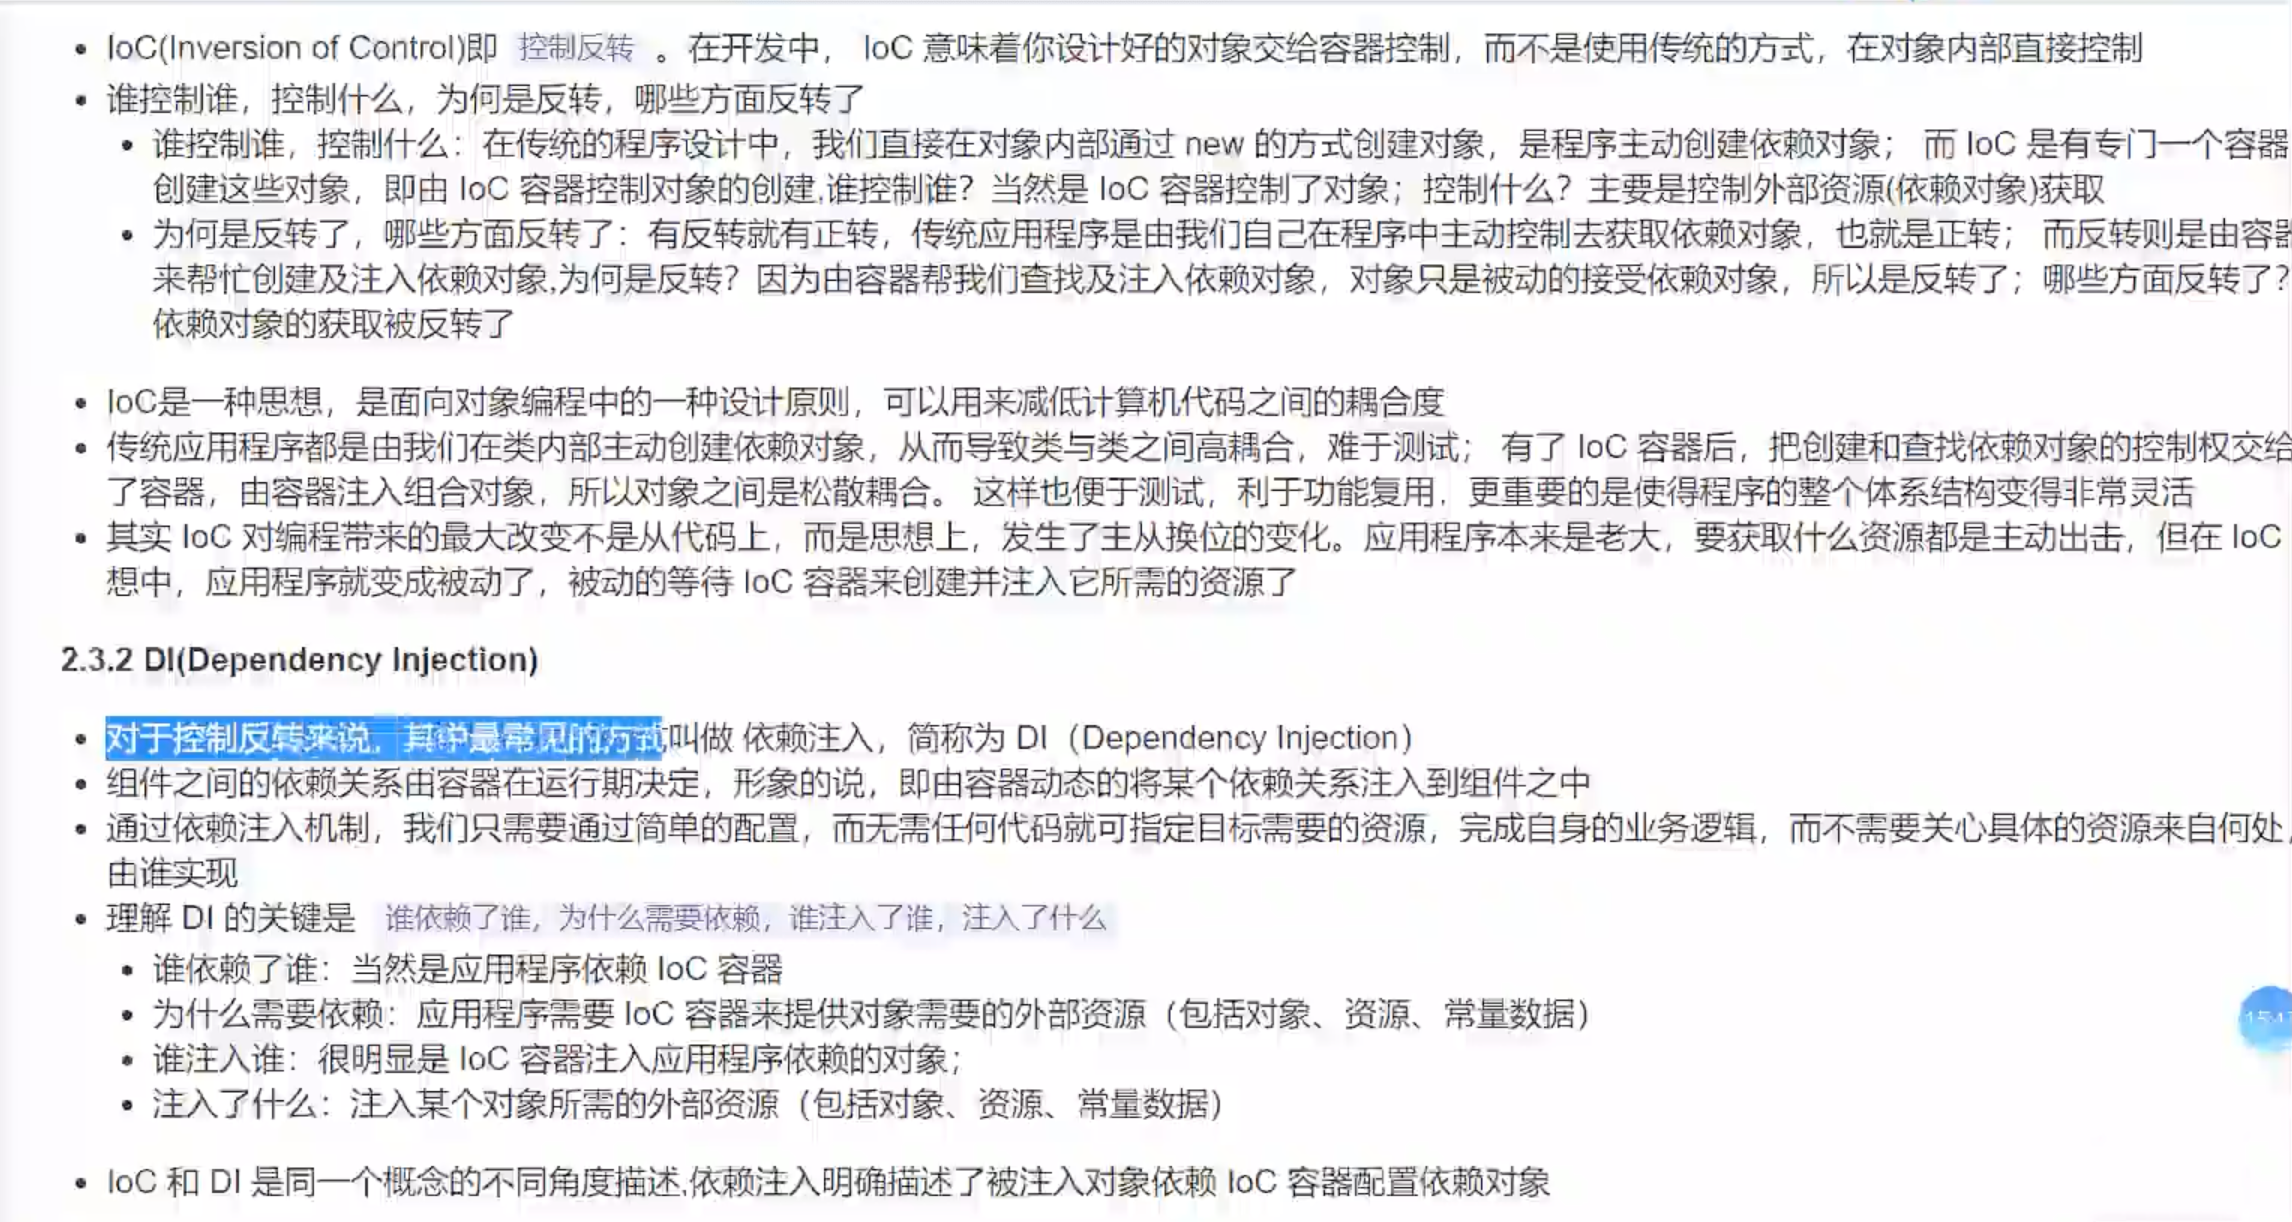 IoC(Inversion of Control)即 控制反转 。在开发中， IoC 意味着你设计好的对象交给容器控制，而不是使用传统的方式，在对象内部直接控制
谁控制谁，控制什么，为何是反转，哪些方面反转了
谁控制谁，控制什么：在传统的程序设计中，我们直接在对象内部通过 new 的方式创建对象，是程序主动创建依赖对象； 而 IoC 是有专门一个容器
创建这些对象，即由 IoC 容器控制对象的创建,谁控制谁？当然是 IoC 容器控制了对象；控制什么？主要是控制外部资源(依赖对象)获取
为何是反转了，哪些方面反转了：有反转就有正转，传统应用程序是由我们自己在程序中主动控制去获取依赖对象，也就是正转； 而反转则是由容器
来帮忙创建及注入依赖对象,为何是反转？因为由容器帮我们查找及注入依赖对象，对象只是被动的接受依赖对象，所以是反转了；哪些方面反转了？
依赖对象的获取被反转了
IoC是一种思想，是面向对象编程中的一种设计原则，可以用来减低计算机代码之间的耦合度
传统应用程序都是由我们在类内部主动创建依赖对象，从而导致类与类之间高耦合，难于测试； 有了 IoC 容器后，把创建和查找依赖对象的控制权交给
了容器，由容器注入组合对象，所以对象之间是松散耦合。 这样也便于测试，利于功能复用，更重要的是使得程序的整个体系结构变得非常灵活
其实 IoC 对编程带来的最大改变不是从代码上，而是思想上，发生了主从换位的变化。应用程序本来是老大，要获取什么资源都是主动出击，但在 IoC
想中，应用程序就变成被动了，被动的等待 IoC 容器来创建并注入它所需的资源了
2.3.2 DI(Dependency Injection)
对于控制反转来说，其中最常见的方式叫做 依赖注入，简称为 DI（Dependency Injection）
组件之间的依赖关系由容器在运行期决定，形象的说，即由容器动态的将某个依赖关系注入到组件之中
通过依赖注入机制，我们只需要通过简单的配置，而无需任何代码就可指定目标需要的资源，完成自身的业务逻辑，而不需要关心具体的资源来自何处，
由谁实现
理解 DI 的关键是 谁依赖了谁，为什么需要依赖，谁注入了谁，注入了什么
谁依赖了谁：当然是应用程序依赖 IoC 容器
为什么需要依赖：应用程序需要 IoC 容器来提供对象需要的外部资源（包括对象、资源、常量数据）
谁注入谁：很明显是 IoC 容器注入应用程序依赖的对象；
注入了什么：注入某个对象所需的外部资源（包括对象、资源、常量数据）
IoC 和 DI 是同一个概念的不同角度描述,依赖注入明确描述了被注入对象依赖 IoC 容器配置依赖对象